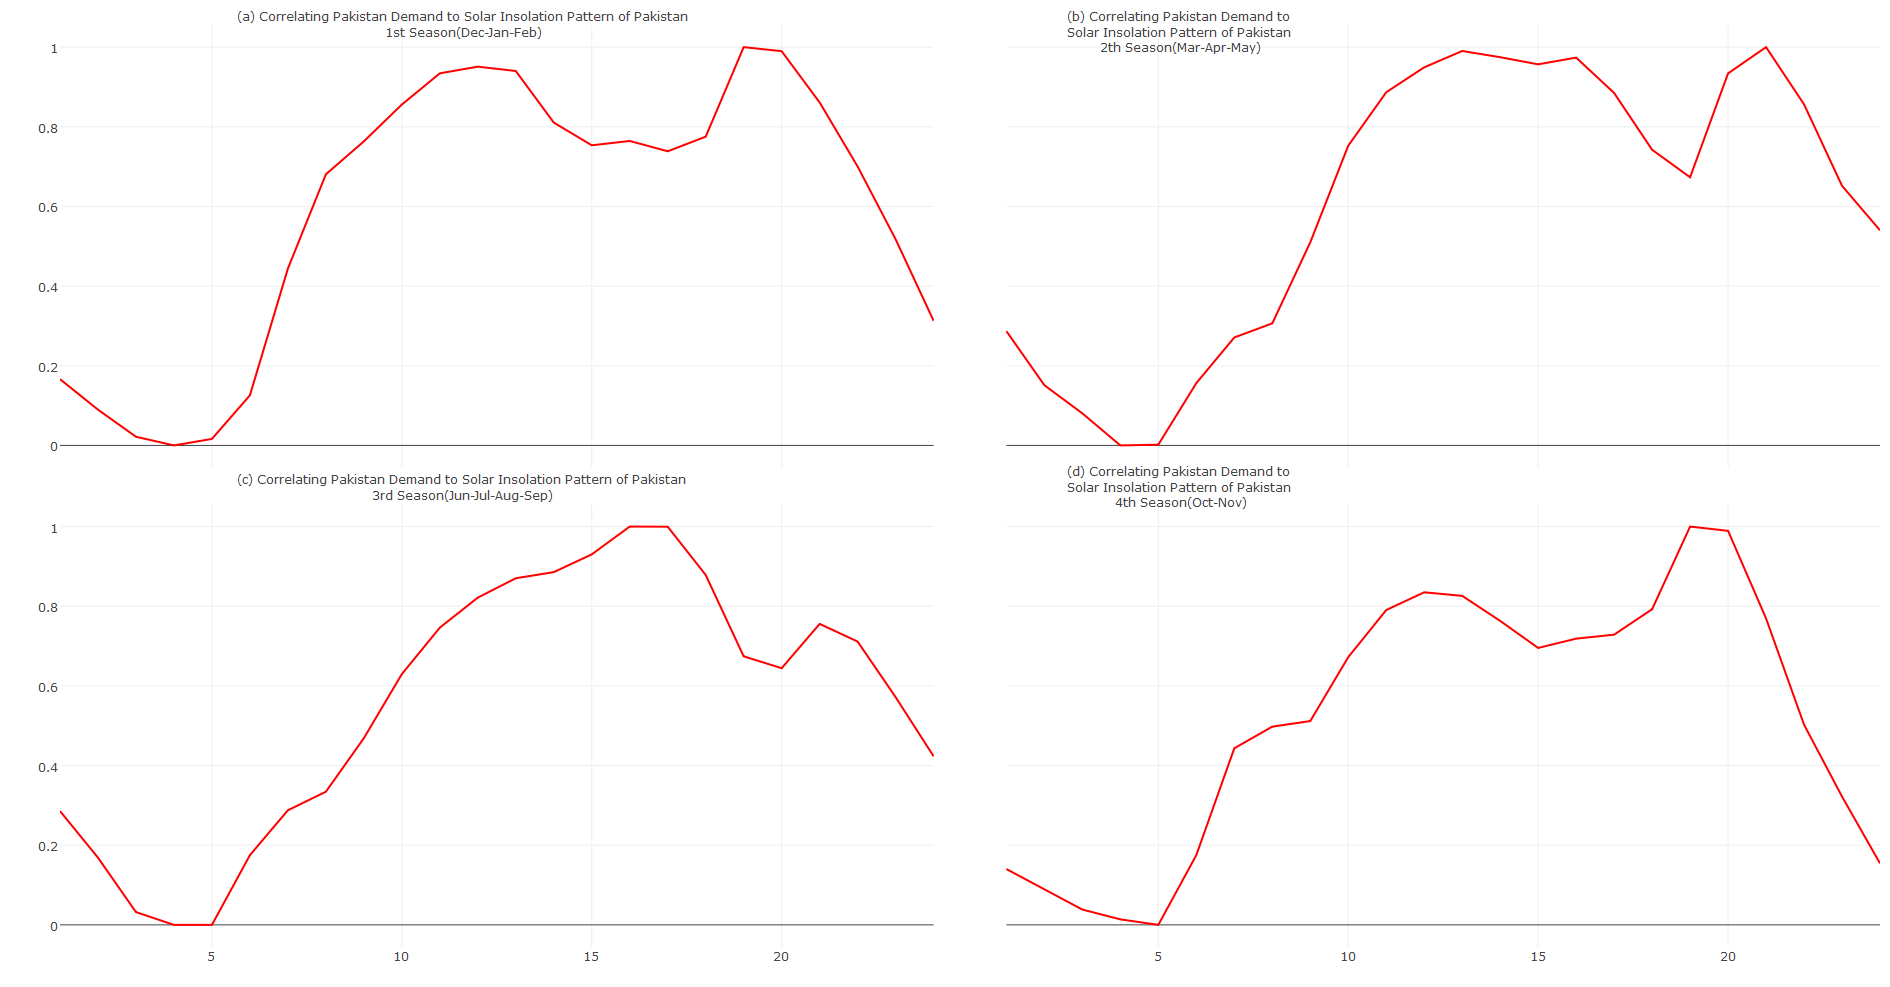 (a) Correlating Pakistan Demand to Solar Insolation Pattern of Pakistan
1st Season(Dec-Jan-Feb)
1
0.8
0.6
0.4
0.2
0
(b) Correlating Pakistan Demand to
Solar Insolation Pattern of Pakistan
2th Season(Mar-Apr-May)
(c) Correlating Pakistan Demand to Solar Insolation Pattern of Pakistan
3rd Season(Jun-Jul-Aug-Sep)
1
0.8
0.6
0.4
0.2
0
5
10
15
20
(d) Correlating Pakistan Demand to
Solar Insolation Pattern of Pakistan
4th Season(Oct-Nov)
5
10
15
20